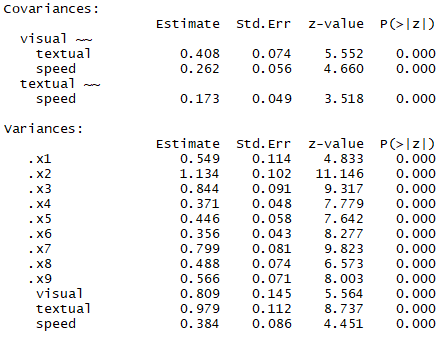 Covariances:
Estimate Std.Err z-value P(>|z|)
visual ~~
textual 0.408 0.074 5.552 0.000
speed 0.262 0.056 4.660 0.000
textual ~~
speed 0.173 0.049 3.518 0.000
Variances:
Estimate Std.Err z-value P(>|z|)
.x1 0.549 0.114 4.833 0.000
.x2 1.134 0.102 11.146 0.000
.x3 0.844 0.091 9.317 0.000
.x4 0.371 0.048 7.779 0.000
.x5 0.446 0.058 7.642 0.000
.x6 0.356 0.043 8.277 0.000
.x7 0.799 0.081 9.823 0.000
.x8 0.488 0.074 6.573 0.000
.x9 0.566 0.071 8.003 0.000
visual 0.809 0.145 5.564 0.000
textual 0.979 0.112 8.737 0.000
speed 0.384 0.086 4.451 0.000